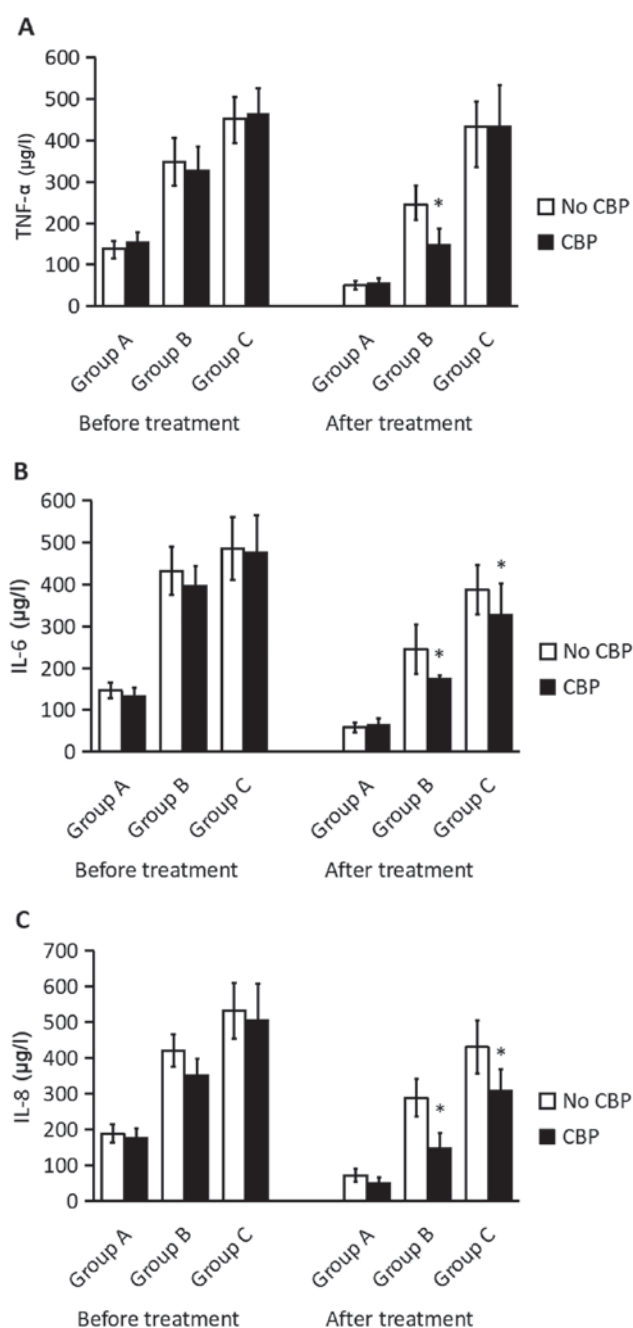 A
TNF-α (µg/l)
600
500
400
300
200
100
0
*
No CBP
CBP
Group A
Group B
Group C
Group A
Group B
Group C
Before treatment
After treatment
B
IL-6 (µg/l)
600
500
400
300
200
100
0
*
*
No CBP
CBP
Group A
Group B
Group C
Group A
Group B
Group C
Before treatment
After treatment
C
IL-8 (µg/l)
700
600
500
400
300
200
100
0
*
*
No CBP
CBP
Group A
Group B
Group C
Group A
Group B
Group C
Before treatment
After treatment